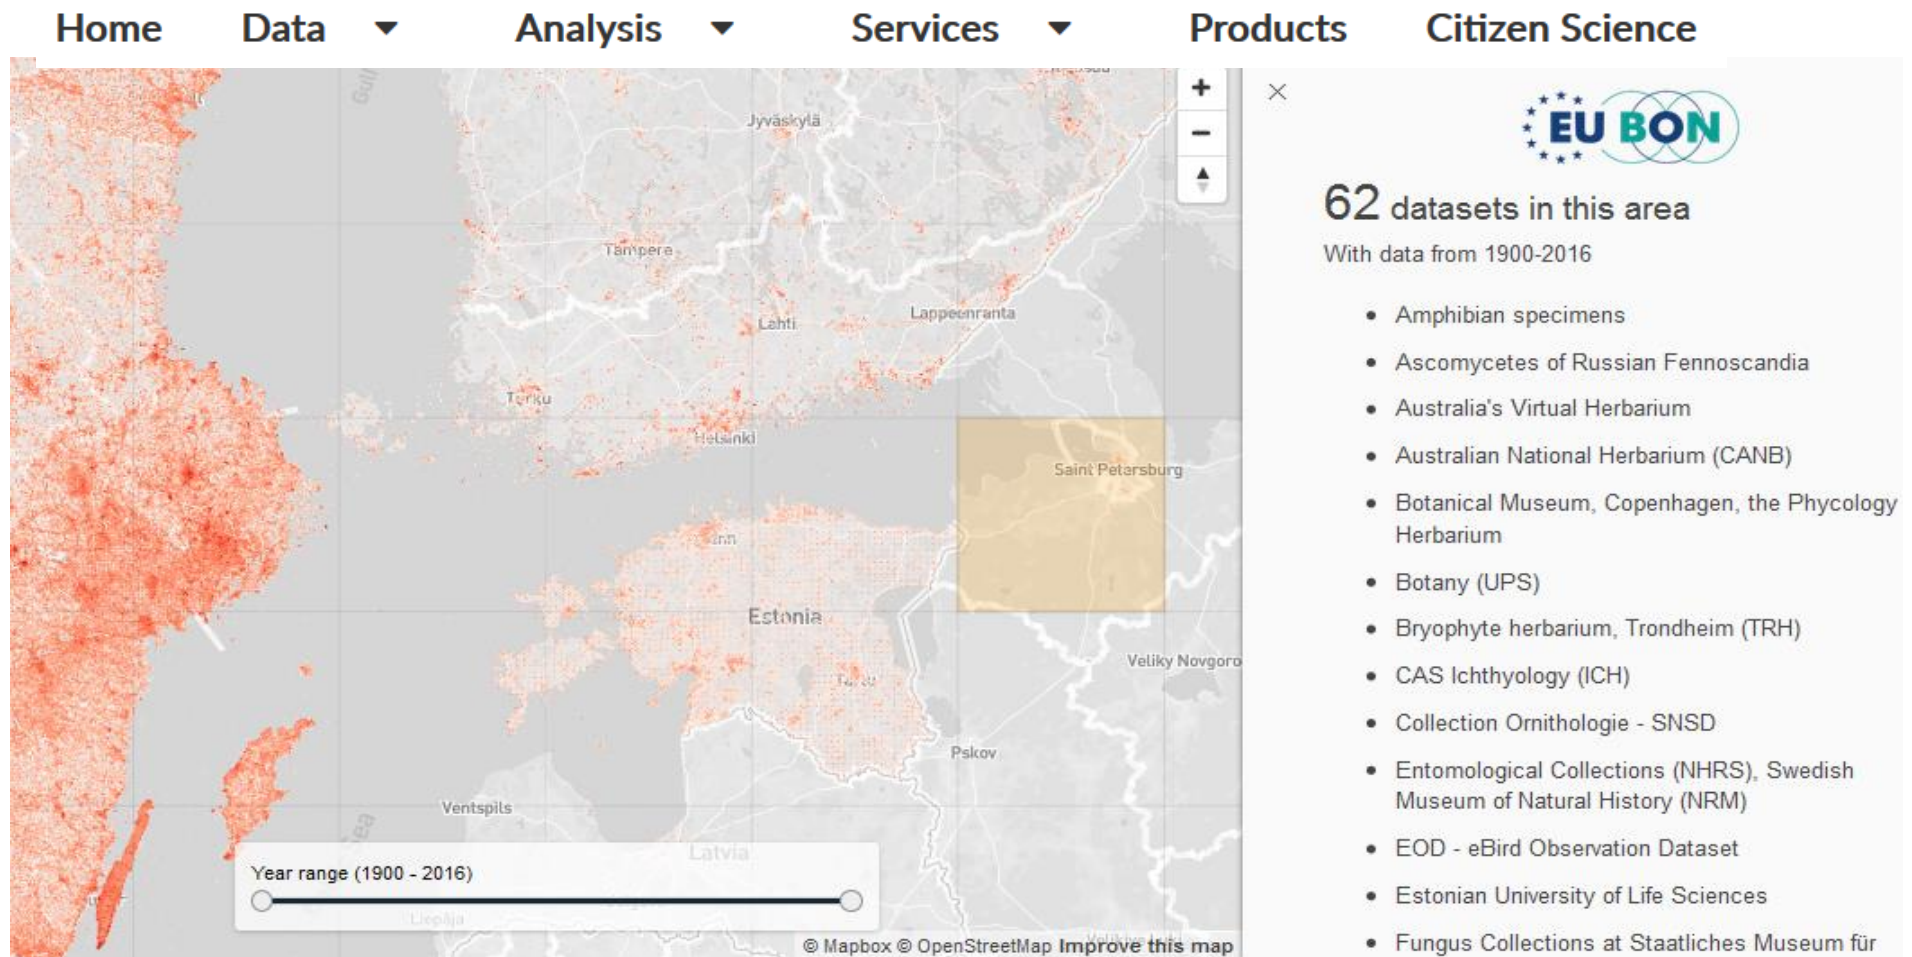 Home Data Analysis Services Products Citizen Science
Gulf
Jyväskylä
Tampere
Lahti
Lappeenranta
Turku
Helsinki
Saint Petersburg
Estonia
Tartu
Veliky Novgoro
Pskov
Ventspils
Sea
Latvia
Year range (1900 - 2016)
Liepāja
© Mapbox © OpenStreetMap Improve this map
EU BON
62 datasets in this area
With data from 1900-2016
• Amphibian specimens
• Ascomycetes of Russian Fennoscandia
• Australia's Virtual Herbarium
• Australian National Herbarium (CANB)
• Botanical Museum, Copenhagen, the Phycology
Herbarium
• Botany (UPS)
• Bryophyte herbarium, Trondheim (TRH)
• CAS Ichthyology (ICH)
• Collection Ornithologie - SNSD
• Entomological Collections (NHRS), Swedish
Museum of Natural History (NRM)
• EOD - eBird Observation Dataset
• Estonian University of Life Sciences
• Fungus Collections at Staatliches Museum für